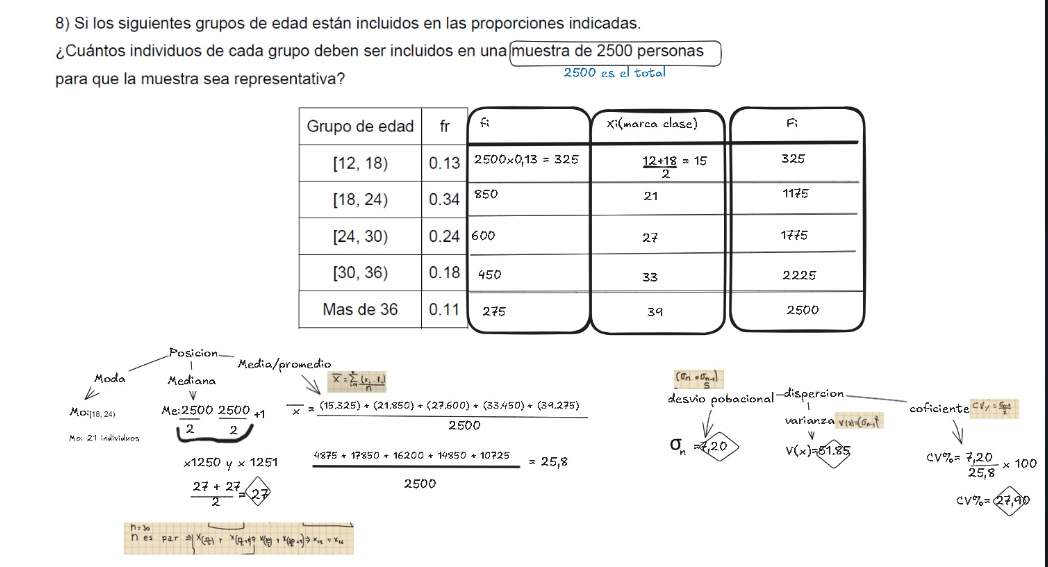 8) Si los siguientes grupos de edad están incluidos en las proporciones indicadas.
¿Cuántos individuos de cada grupo deben ser incluidos en una muestra de 2500 personas
para que la muestra sea representativa?
2500 es el total
Grupo de edad fr fi Xi(marca clase) Fi
[12, 18) 0.13 2500x0,13 = 325 12+18/2 = 15 325
[18, 24) 0.34 850 21 1175
[24, 30) 0.24 600 27 1775
[30, 36) 0.18 450 33 2225
Mas de 36 0.11 275 39 2500
Posicion
Moda
Mediana
Media/promedio
Mo:[18, 24)
Mo: 21 individuos
Me: 2500/2 2500/2 +1
x1250 y x 1251
27 + 27/2 = 27
n=30
n es par
x̄ = (15.325) + (21.850) + (27.600) + (33.450) + (39.275)
2500
4875 + 17850 + 16200 + 14850 + 10725
2500
= 25,8
dispercion
desvio pobacional
σn =7,20
varianza
V(x)=51.85
coficiente
CV%= 7,20/25,8 x 100
CV%= 27,90